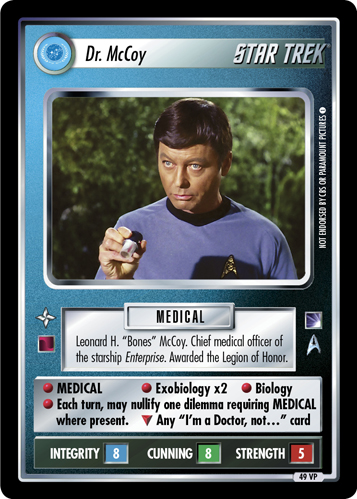 Dr. McCoy
STAR TREK
NOT ENDORSED BY CBS OR PARAMOUNT PICTURES
MEDICAL
Leonard H. "Bones" McCoy. Chief medical officer of
the starship Enterprise. Awarded the Legion of Honor.
• MEDICAL • Exobiology x2 • Biology
• Each turn, may nullify one dilemma requiring MEDICAL
where present. ▼ Any "I'm a Doctor, not…" card
INTEGRITY 8 CUNNING 8 STRENGTH 5
49 VP